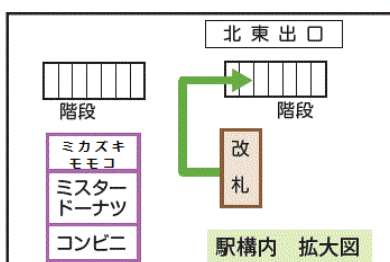 北東出口
階段
階段
ミカズキ
モモコ
ミスター
ドーナツ
コンビニ
改
札
駅構内 拡大図